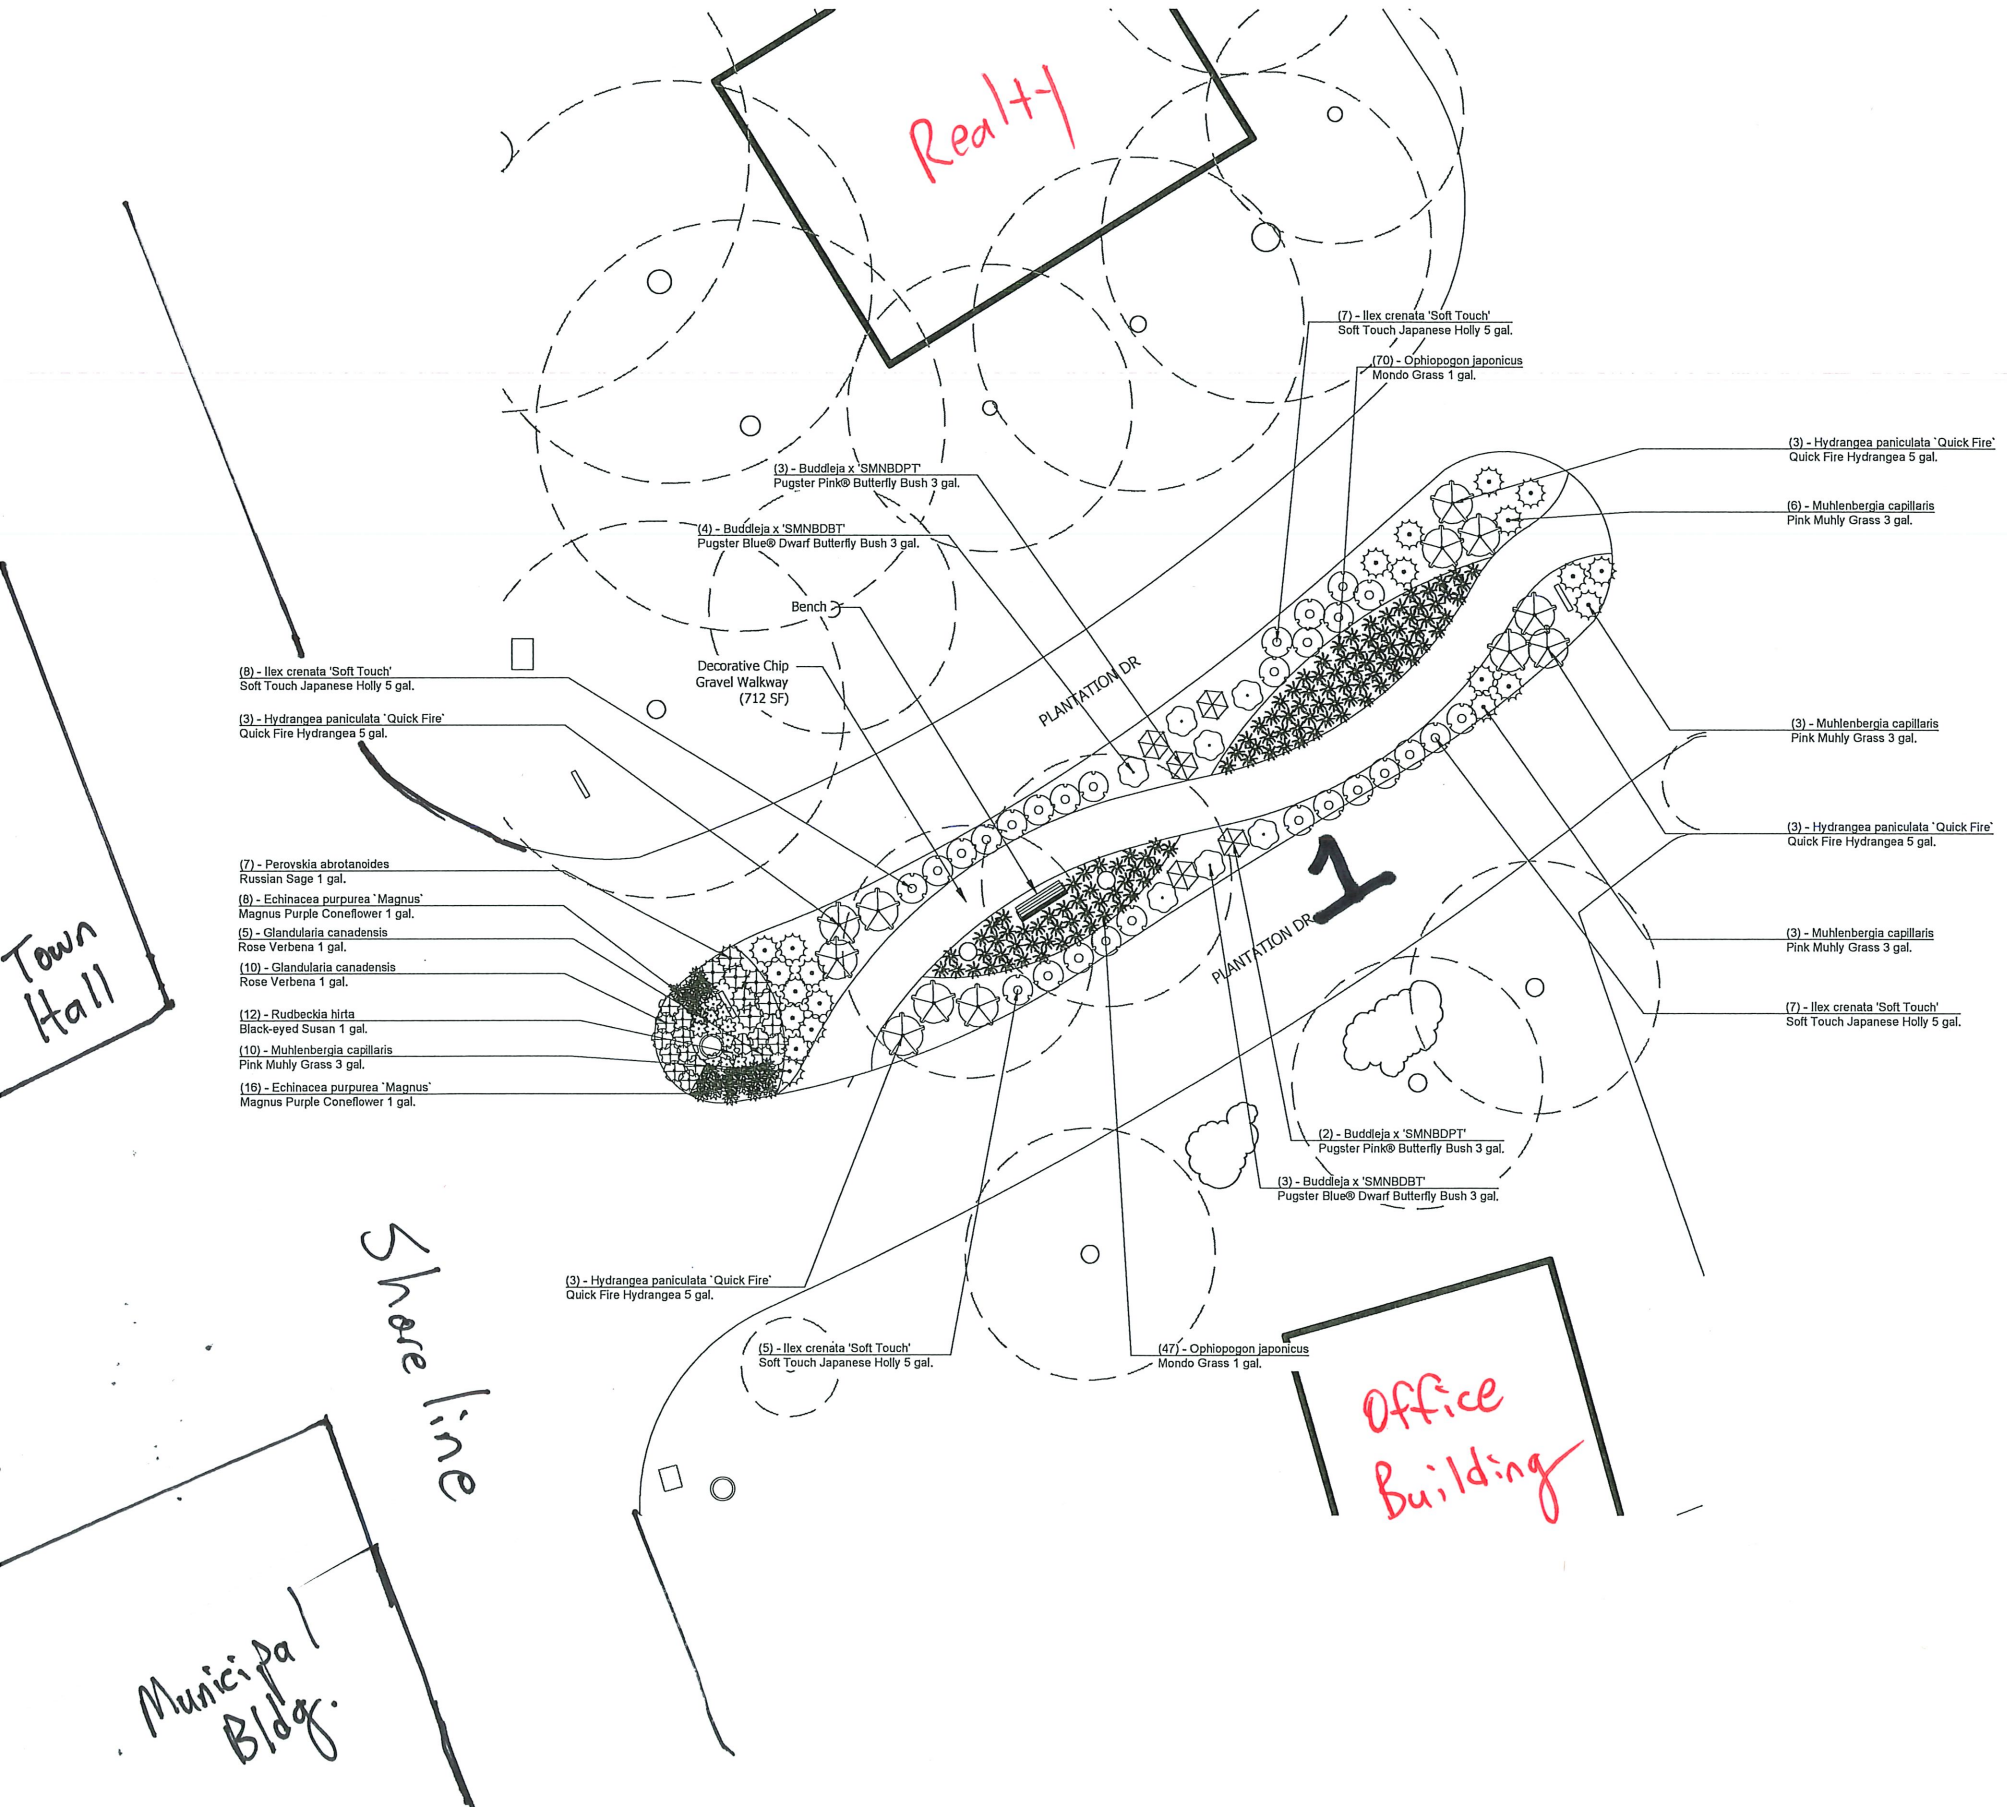 Realty
(7) - Ilex crenata 'Soft Touch'
Soft Touch Japanese Holly 5 gal.
(70) - Ophiopogon japonicus
Mondo Grass 1 gal.
(3) - Hydrangea paniculata `Quick Fire`
Quick Fire Hydrangea 5 gal.
(3) - Buddleja x 'SMNBDPT'
Pugster Pink® Butterfly Bush 3 gal.
(6) - Muhlenbergia capillaris
Pink Muhly Grass 3 gal.
(4) - Buddleja x 'SMNBDBT'
Pugster Blue® Dwarf Butterfly Bush 3 gal.
Bench
Decorative Chip
Gravel Walkway
(712 SF)
PLANTATION DR
(8) - Ilex crenata 'Soft Touch'
Soft Touch Japanese Holly 5 gal.
(3) - Hydrangea paniculata `Quick Fire`
Quick Fire Hydrangea 5 gal.
(3) - Muhlenbergia capillaris
Pink Muhly Grass 3 gal.
(3) - Hydrangea paniculata `Quick Fire`
Quick Fire Hydrangea 5 gal.
1
(7) - Perovskia abrotanoides
Russian Sage 1 gal.
(8) - Echinacea purpurea `Magnus`
Magnus Purple Coneflower 1 gal.
(5) - Glandularia canadensis
Rose Verbena 1 gal.
(10) - Glandularia canadensis
Rose Verbena 1 gal.
(12) - Rudbeckia hirta
Black-eyed Susan 1 gal.
(10) - Muhlenbergia capillaris
Pink Muhly Grass 3 gal.
(16) - Echinacea purpurea `Magnus`
Magnus Purple Coneflower 1 gal.
PLANTATION DR
(3) - Muhlenbergia capillaris
Pink Muhly Grass 3 gal.
(7) - Ilex crenata 'Soft Touch'
Soft Touch Japanese Holly 5 gal.
Town
Hall
(2) - Buddleja x 'SMNBDPT'
Pugster Pink® Butterfly Bush 3 gal.
(3) - Buddleja x 'SMNBDBT'
Pugster Blue® Dwarf Butterfly Bush 3 gal.
(3) - Hydrangea paniculata `Quick Fire`
Quick Fire Hydrangea 5 gal.
(5) - Ilex crenata 'Soft Touch'
Soft Touch Japanese Holly 5 gal.
(47) - Ophiopogon japonicus
Mondo Grass 1 gal.
Shore line
Office
Building
Municipal
Bldg.